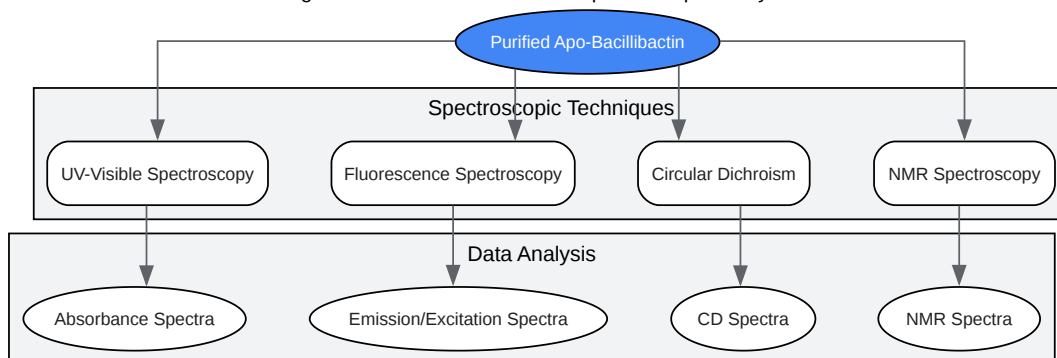 Purified Apo-Bacillibactin
Spectroscopic Techniques
UV-Visible Spectroscopy
Fluorescence Spectroscopy
Circular Dichroism
NMR Spectroscopy
Data Analysis
Absorbance Spectra
Emission/Excitation Spectra
CD Spectra
NMR Spectra